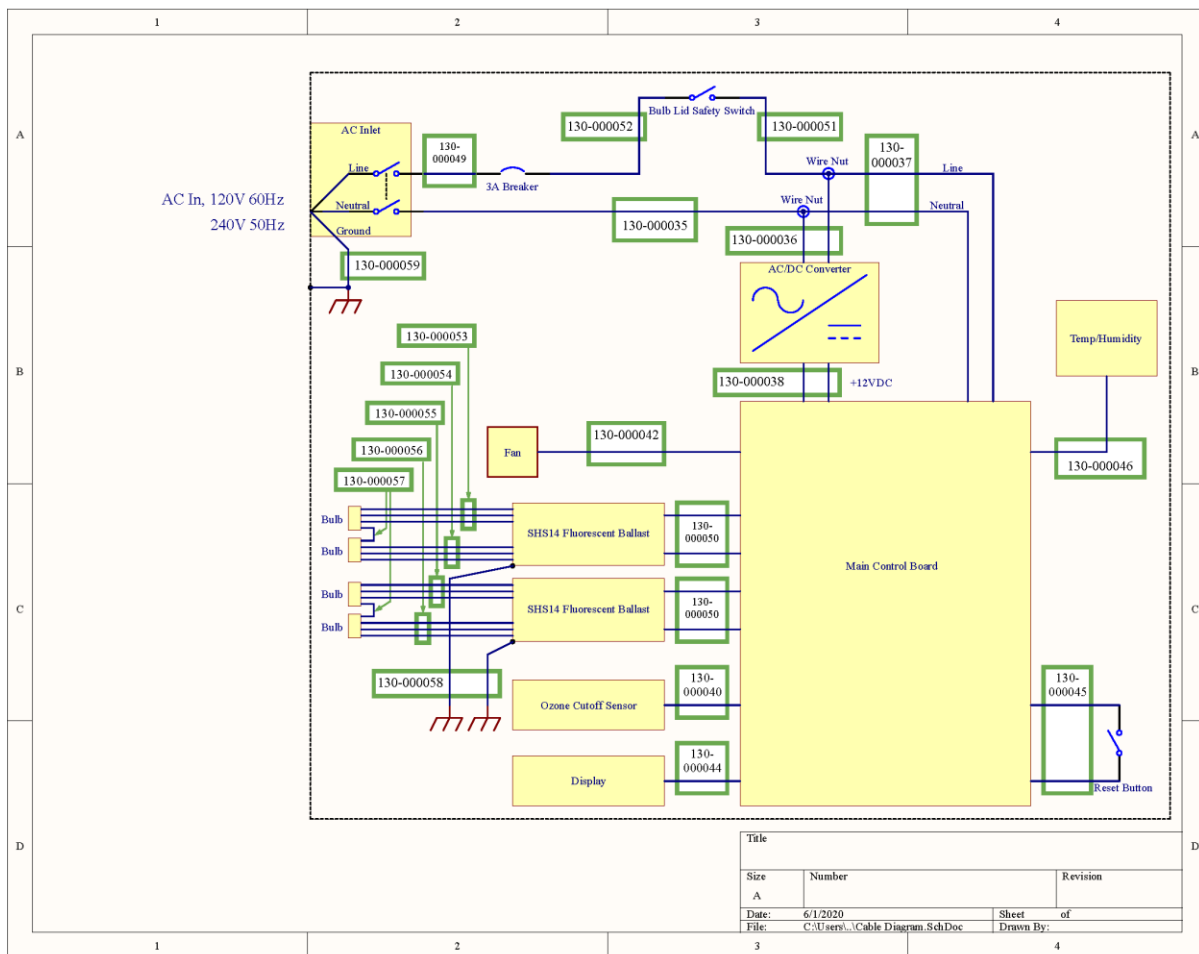 1
2
3
4
A
A
Bulb Lid Safety Switch
130-000052
130-000051
AC Inlet
130-
000049
130-
000037
Wire Nut
Line
Line
3A Breaker
AC In, 120V 60Hz
240V 50Hz
Neutral
Wire Nut
Neutral
130-000035
130-000036
Ground
130-000059
AC/DC Converter
130-000053
Temp/Humidity
B
B
130-000054
130-000038
+12VDC
130-000055
130-000042
130-000056
Fan
130-000046
130-000057
Bulb
SHS14 Fluorescent Ballast
130-
000050
Bulb
Main Control Board
Bulb
SHS14 Fluorescent Ballast
130-
000050
C
C
Bulb
130-000058
130-
000040
130-
000045
Ozone Cutoff Sensor
130-
000044
Display
Reset Button
D
D
Title
Size
Number
Revision
A
Date:
6/1/2020
Sheet of
File:
C:\Users\..\Cable Diagram.SchDoc
Drawn By:
1
2
3
4